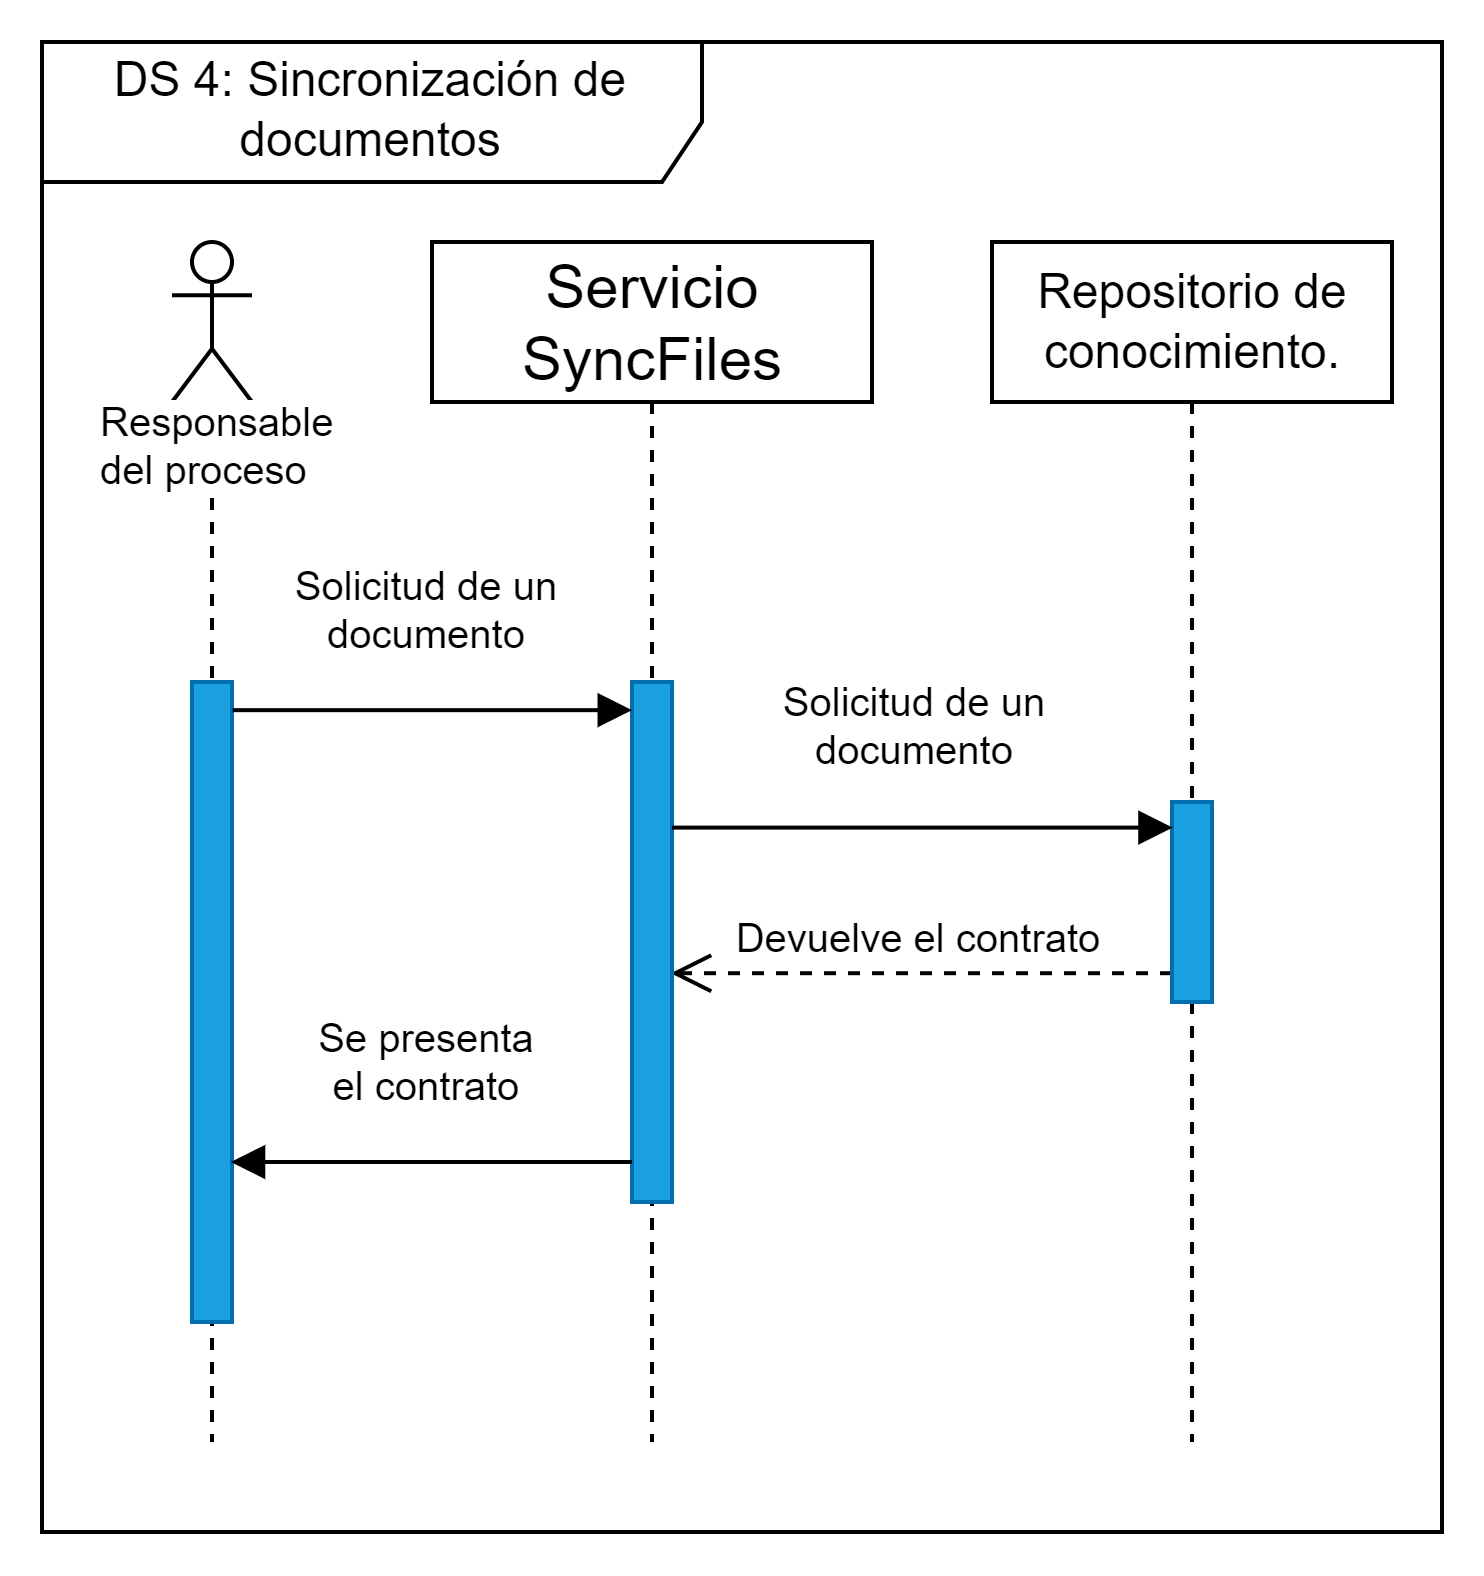 DS 4: Sincronización de
documentos
Servicio
SyncFiles
Repositorio de
conocimiento.
Responsable
del proceso
Solicitud de un
documento
Solicitud de un
documento
Devuelve el contrato
Se presenta
el contrato